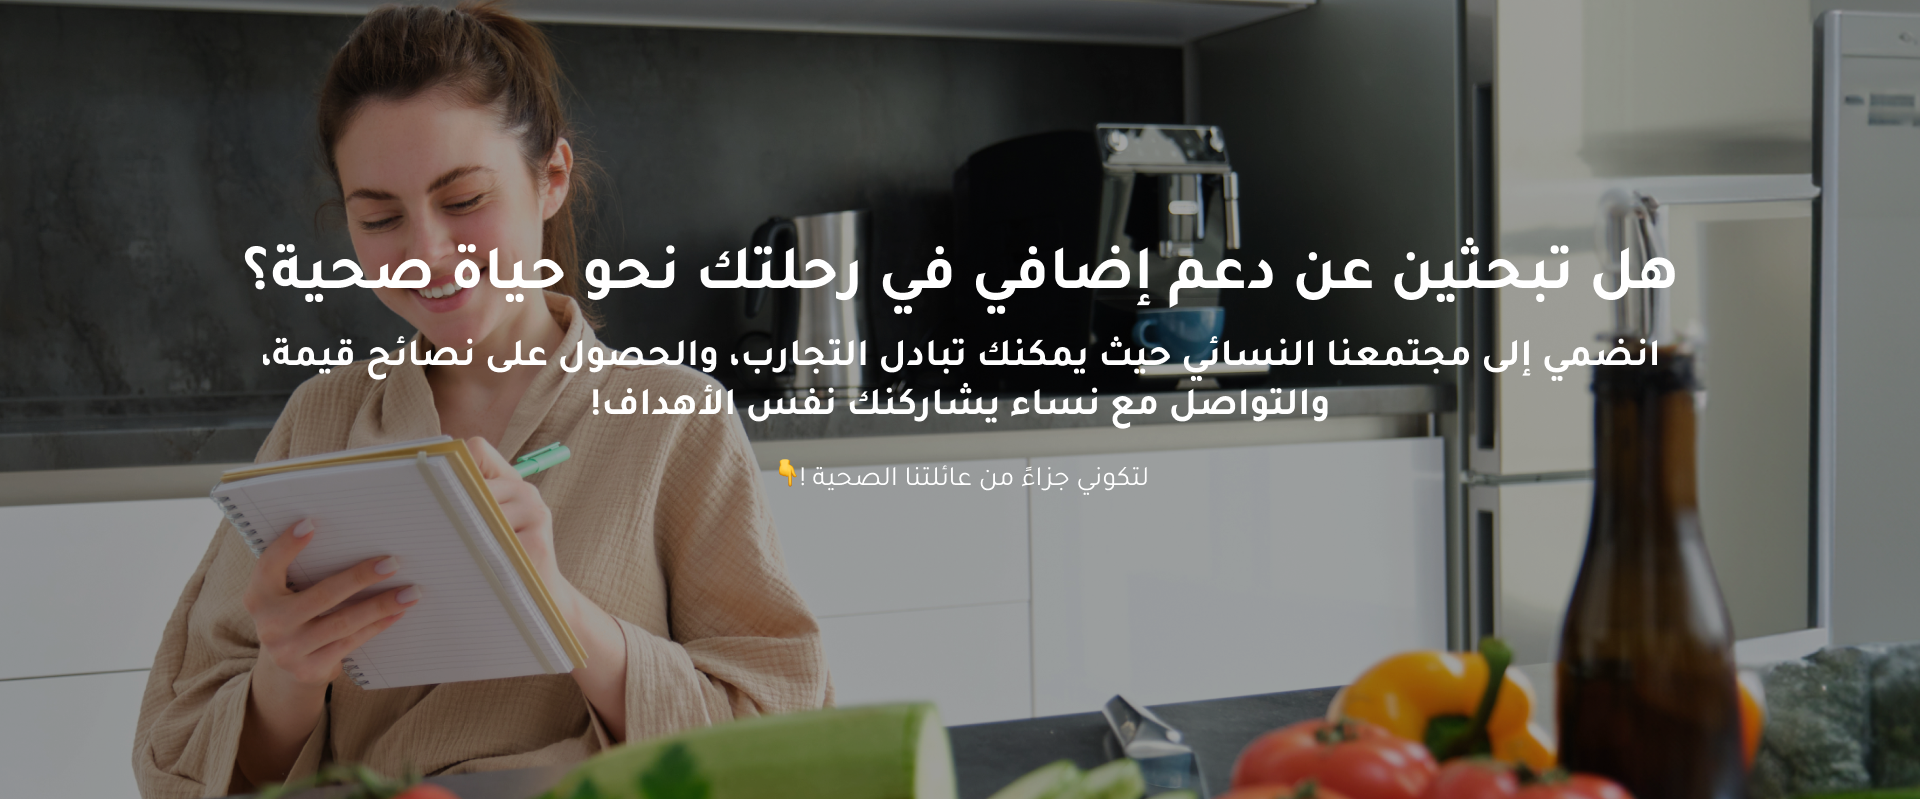 هل تبحثين عن دعم إضافي في رحلتك نحو حياة صحية؟
انضمي إلى مجتمعنا النسائي حيث يمكنك تبادل التجارب، والحصول على نصائح قيمة،
والتواصل مع نساء يشاركنك نفس الأهداف!
لتكوني جزاءً من عائلتنا الصحية !👇